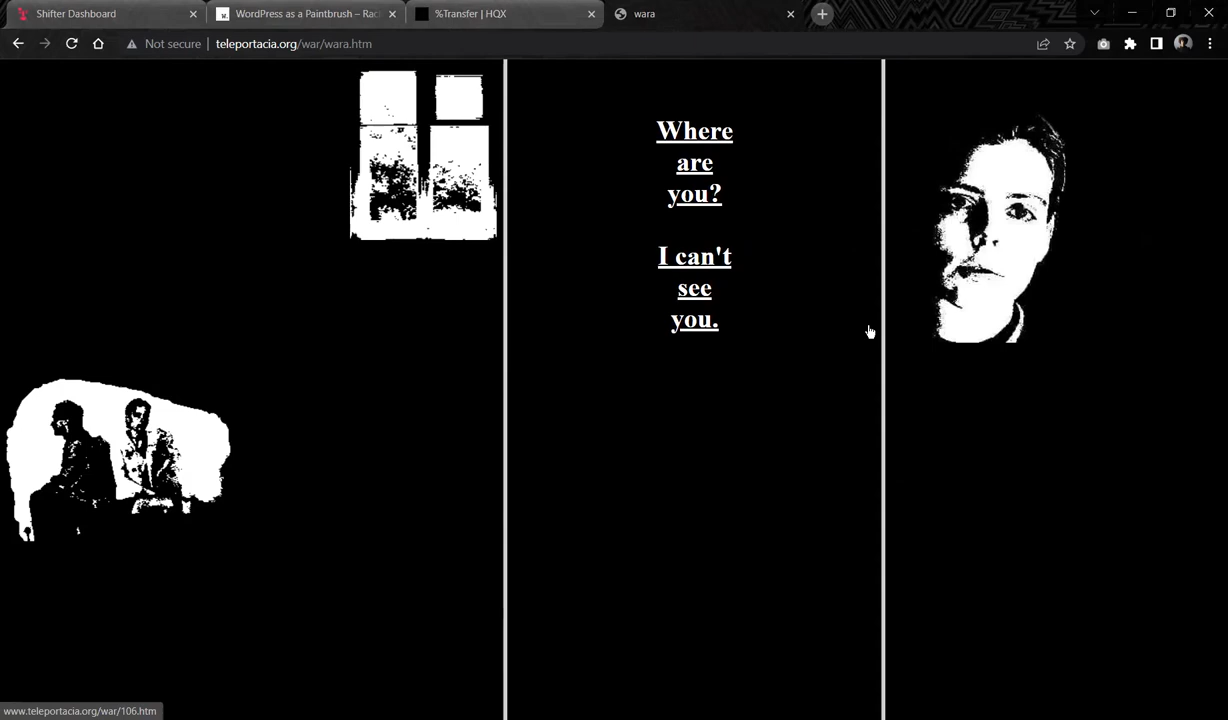 Shifter Dashboard
WordPress as a Paintbrush – Rac
%Transfer | HQX
wara
Not secure
teleportacia.org/war/wara.htm
Where
are
you?
I can't
see
you.
www.teleportacia.org/war/106.htm